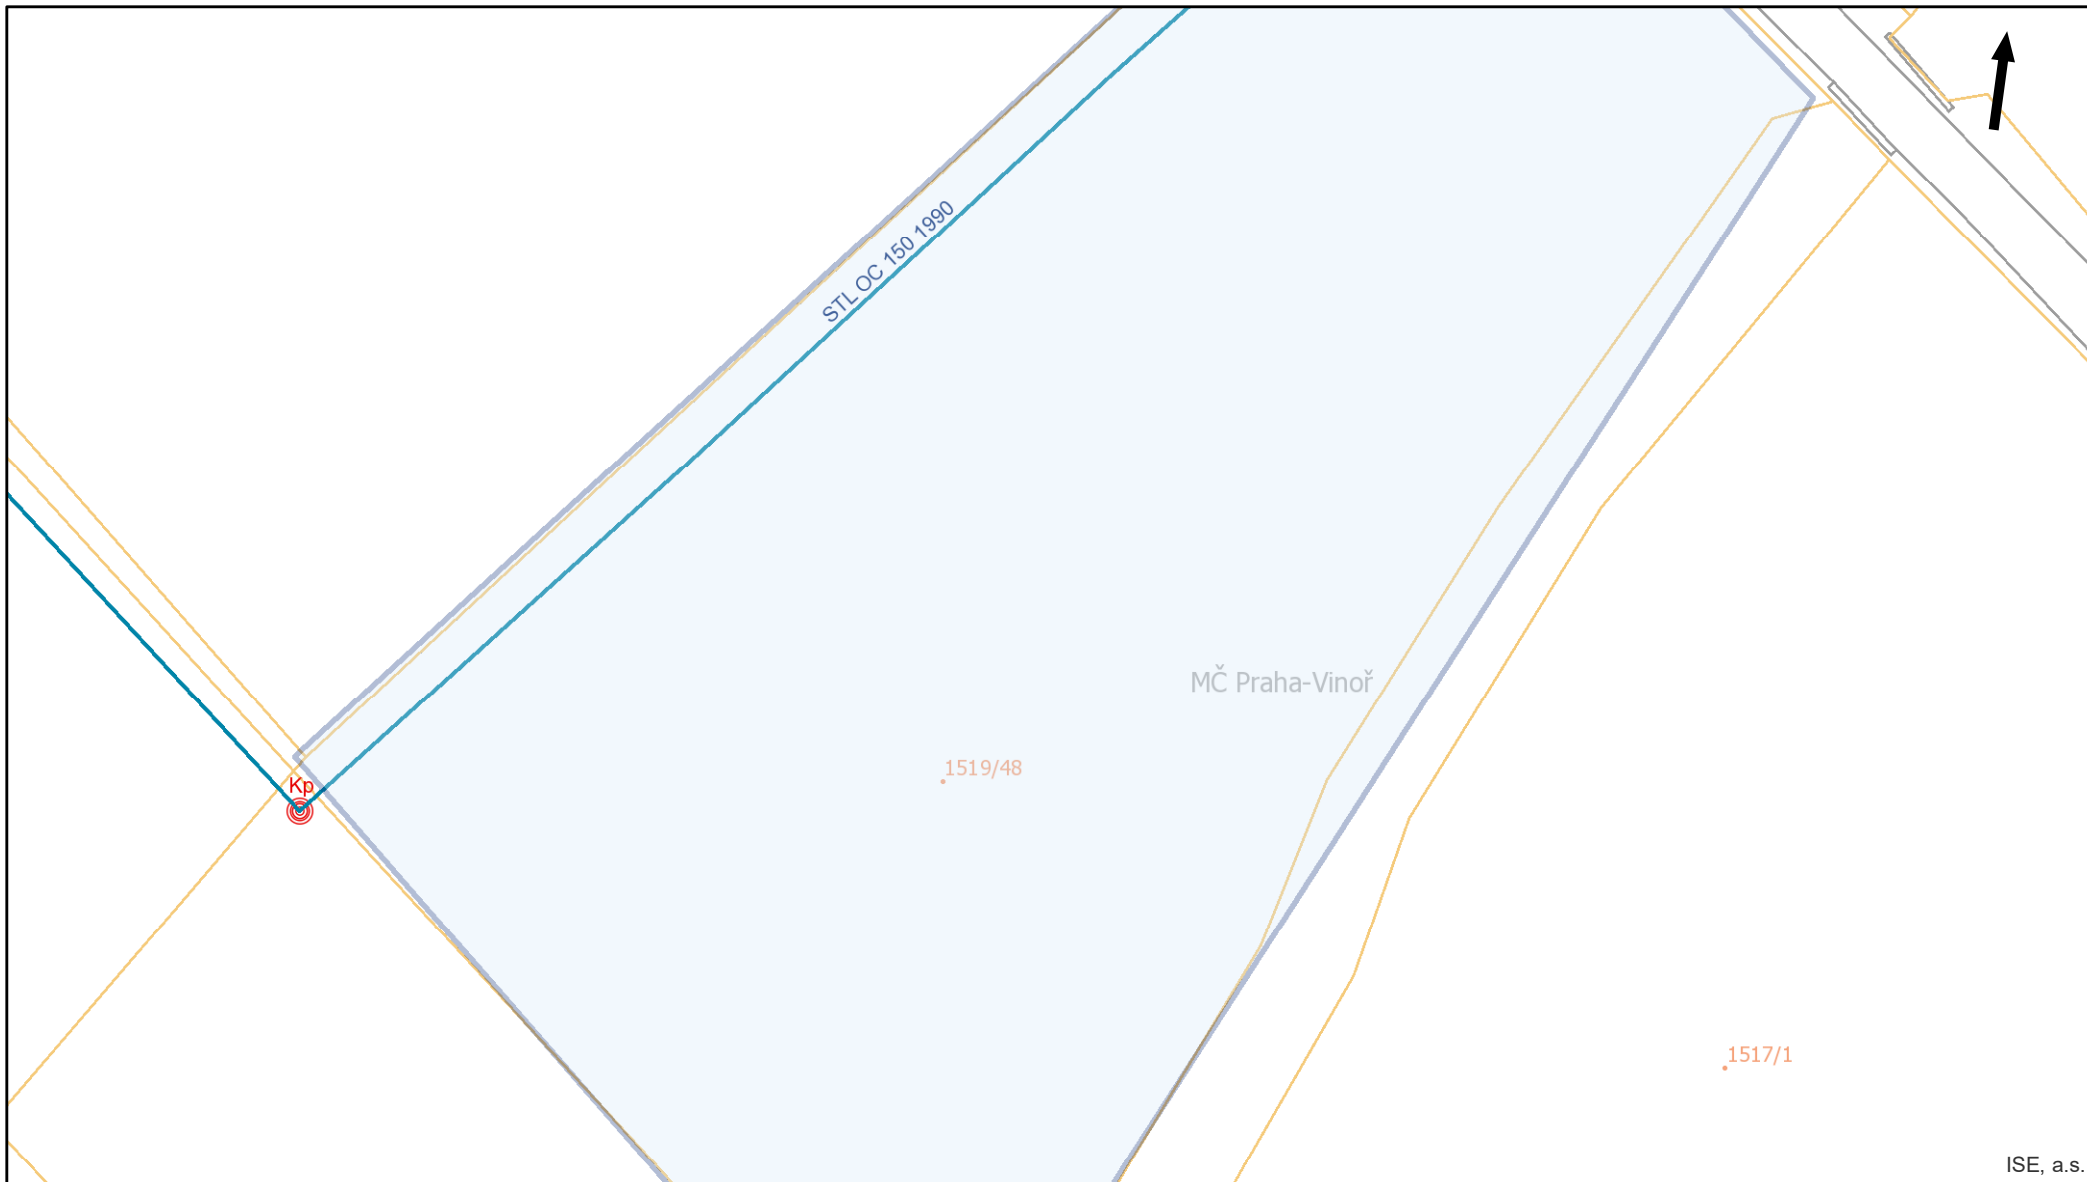 STL OC 150 1990
MČ Praha-Vinoř
1519/48
Kp
1517/1
ISE, a.s.